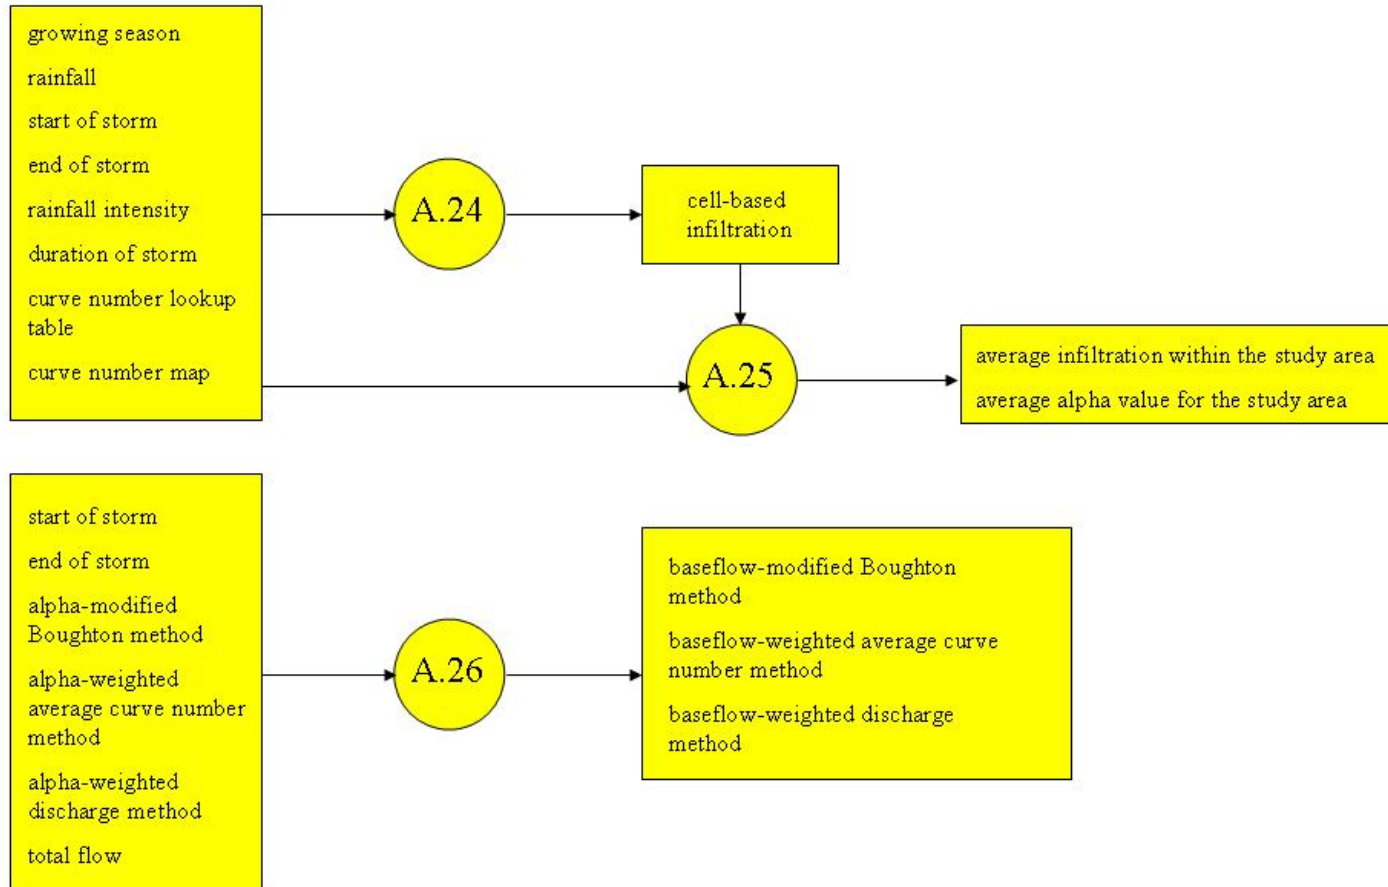 growing season
rainfall
start of storm
end of storm
rainfall intensity
duration of storm
curve number lookup
table
curve number map
A.24
cell-based
infiltration
A.25
average infiltration within the study area
average alpha value for the study area
start of storm
end of storm
alpha-modified
Boughton method
alpha-weighted
average curve number
method
alpha-weighted
discharge method
total flow
A.26
baseflow-modified Boughton
method
baseflow-weighted average curve
number method
baseflow-weighted discharge
method